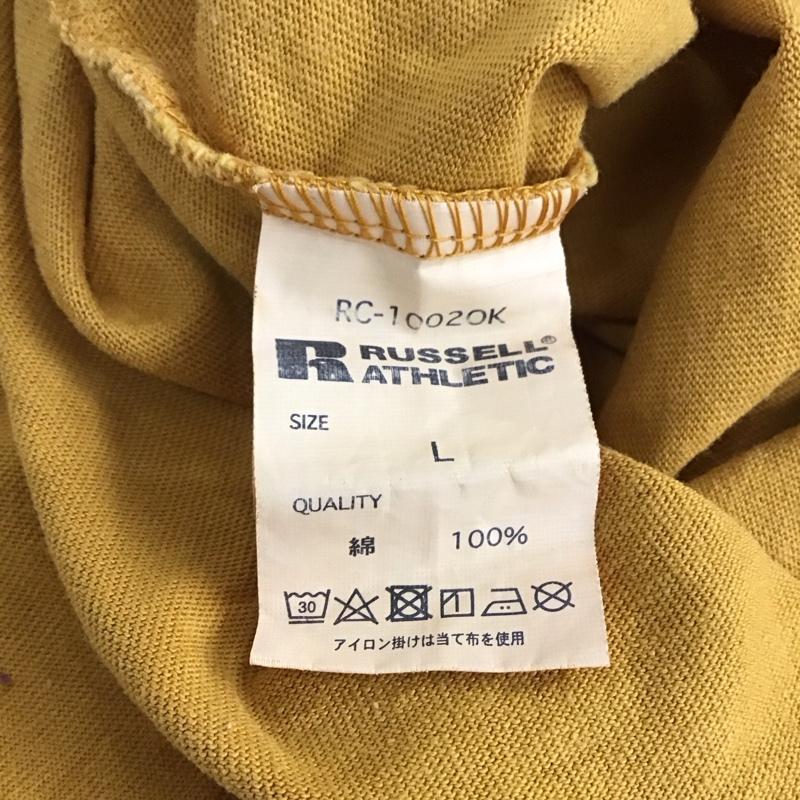 RC-1002OK
R RUSSELL®
ATHLETIC
SIZE
L
QUALITY
綿 100%
30
アイロン掛けは当て布を使用